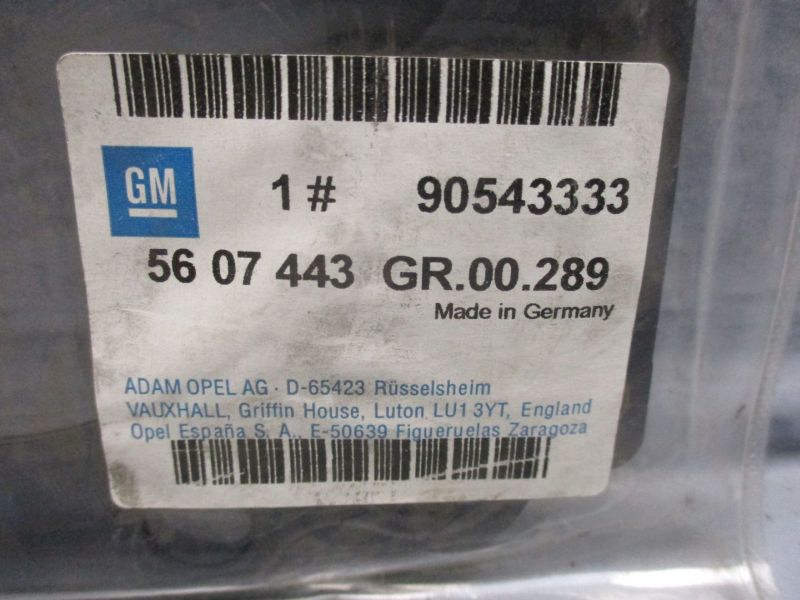 GM
1 # 90543333
56 07 443 GR.00.289
Made in Germany
ADAM OPEL AG · D-65423 Rüsselsheim
VAUXHALL, Griffin House, Luton LU1 3YT, England
Opel España S. A., E-50639 Figueruelas Zaragoza